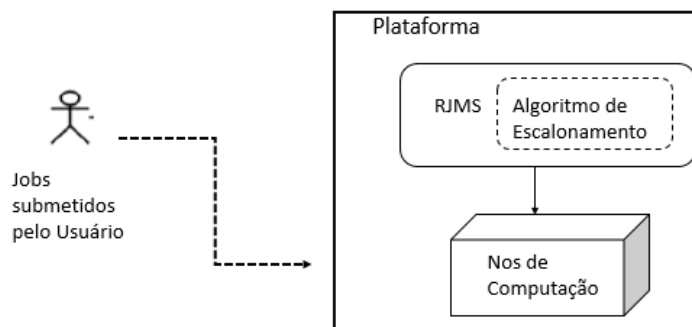 Plataforma
RJMS
Algoritmo de
Escalonamento
Jobs
submetidos
pelo Usuário
Nos de
Computação